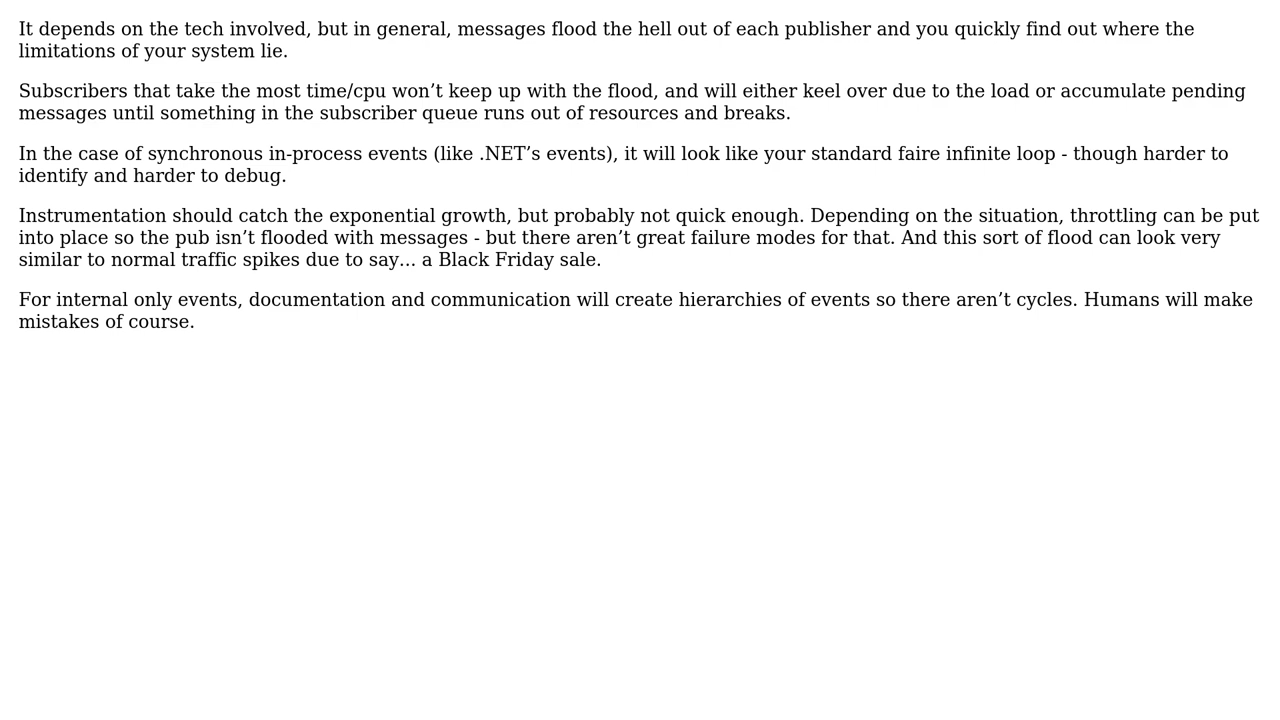 It depends on the tech involved, but in general, messages flood the hell out of each publisher and you quickly find out where the
limitations of your system lie.
Subscribers that take the most time/cpu won’t keep up with the flood, and will either keel over due to the load or accumulate pending
messages until something in the subscriber queue runs out of resources and breaks.
In the case of synchronous in-process events (like .NET’s events), it will look like your standard faire infinite loop - though harder to
identify and harder to debug.
Instrumentation should catch the exponential growth, but probably not quick enough. Depending on the situation, throttling can be put
into place so the pub isn’t flooded with messages - but there aren’t great failure modes for that. And this sort of flood can look very
similar to normal traffic spikes due to say… a Black Friday sale.
For internal only events, documentation and communication will create hierarchies of events so there aren’t cycles. Humans will make
mistakes of course.